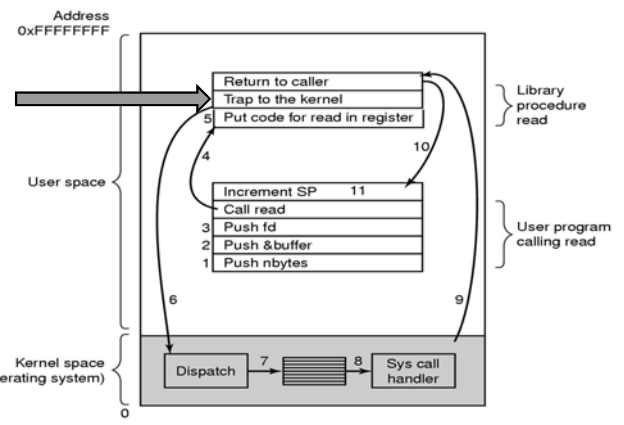 Address
0xFFFFFFFF
Return to caller
Trap to the kernel
5 Put code for read in register
Library
procedure
read
4
10
User space
Increment SP 11
Call read
3 Push fd
2 Push &buffer
1 Push nbytes
User program
calling read
6
9
Kernel space
erating system)
Dispatch
7
8
Sys call
handler
0